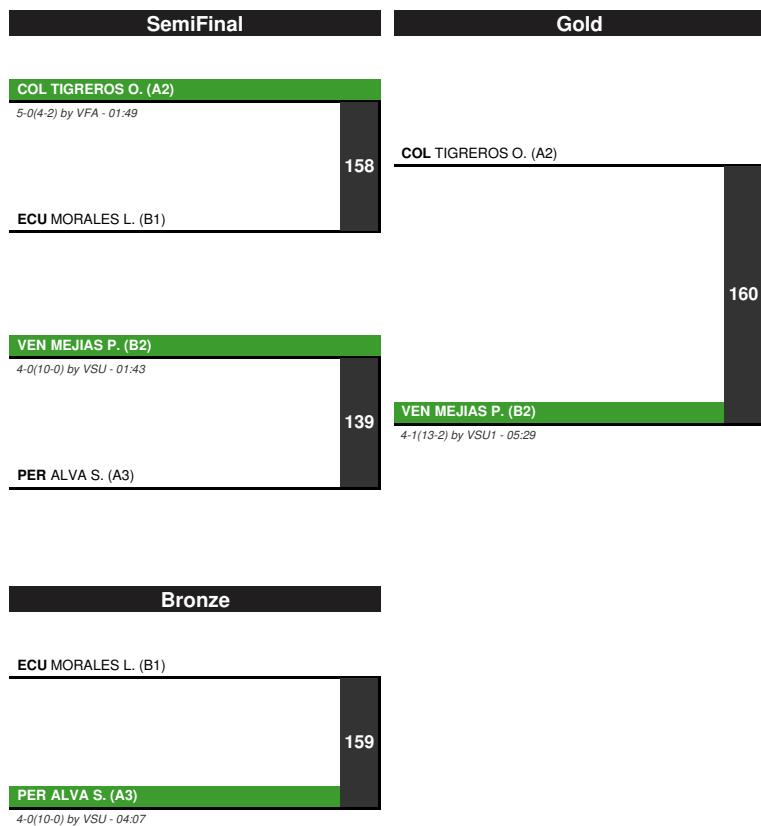 SemiFinal
COL TIGREROS O. (A2)
5-0(4-2) by VFA - 01:49
158
ECU MORALES L. (B1)
VEN MEJIAS P. (B2)
4-0(10-0) by VSU - 01:43
139
PER ALVA S. (A3)
Gold
COL TIGREROS O. (A2)
160
VEN MEJIAS P. (B2)
4-1(13-2) by VSU1 - 05:29
Bronze
ECU MORALES L. (B1)
159
PER ALVA S. (A3)
4-0(10-0) by VSU - 04:07